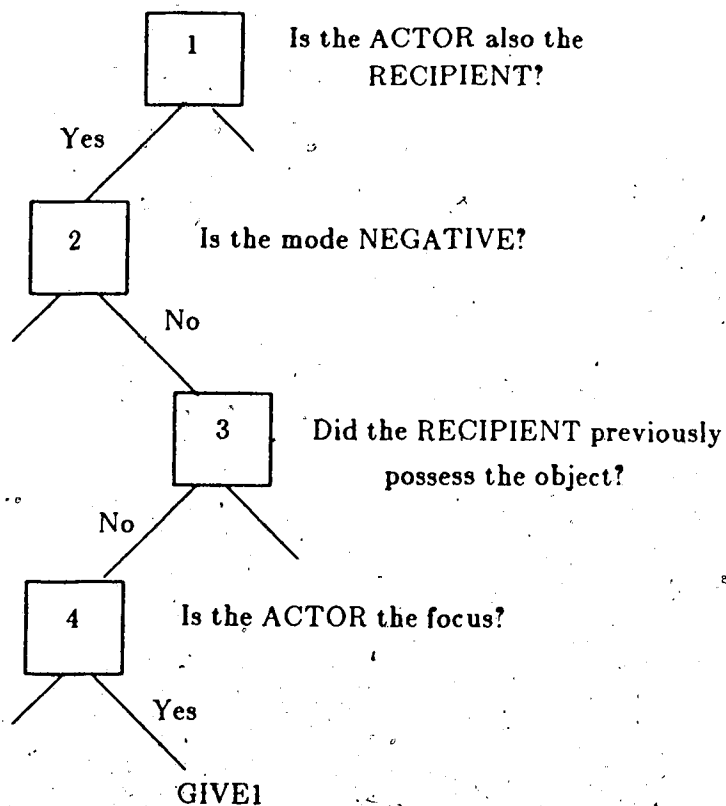 1
Is the ACTOR also the
RECIPIENT?
Yes
2
Is the mode NEGATIVE?
No
3
Did the RECIPIENT previously
possess the object?
No
4
Is the ACTOR the focus?
Yes
GIVE1